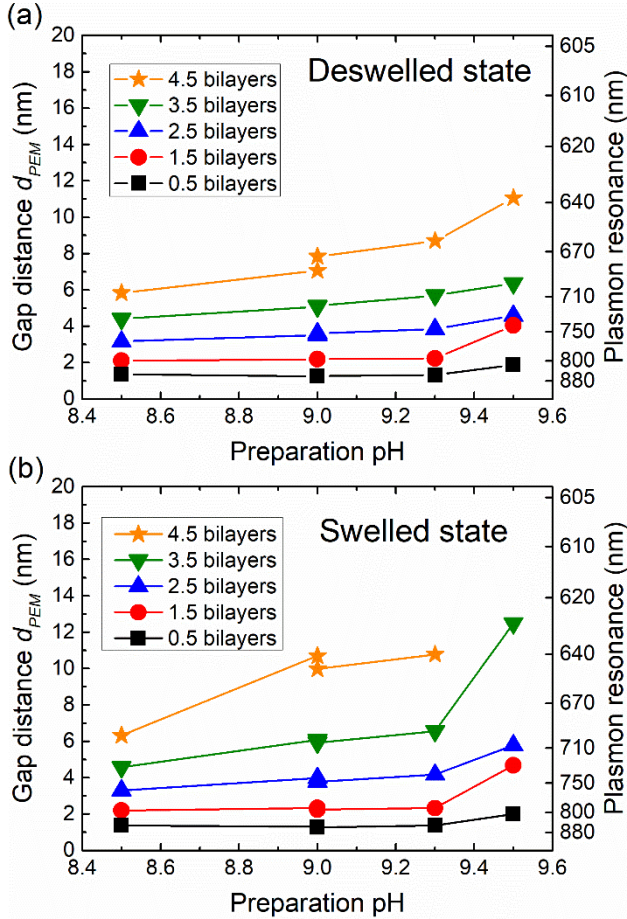 (a)
Deswelled state
4.5 bilayers
3.5 bilayers
2.5 bilayers
1.5 bilayers
0.5 bilayers
Gap distance d_PEM (nm)
20
18
16
14
12
10
8
6
4
2
0
605
610
620
640
670
710
750
800
880
Plasmon resonance (nm)
8.4 8.6 8.8 9.0 9.2 9.4 9.6
Preparation pH
(b)
Swelled state
4.5 bilayers
3.5 bilayers
2.5 bilayers
1.5 bilayers
0.5 bilayers
Gap distance d_PEM (nm)
20
18
16
14
12
10
8
6
4
2
0
605
610
620
640
670
710
750
800
880
Plasmon resonance (nm)
8.4 8.6 8.8 9.0 9.2 9.4 9.6
Preparation pH